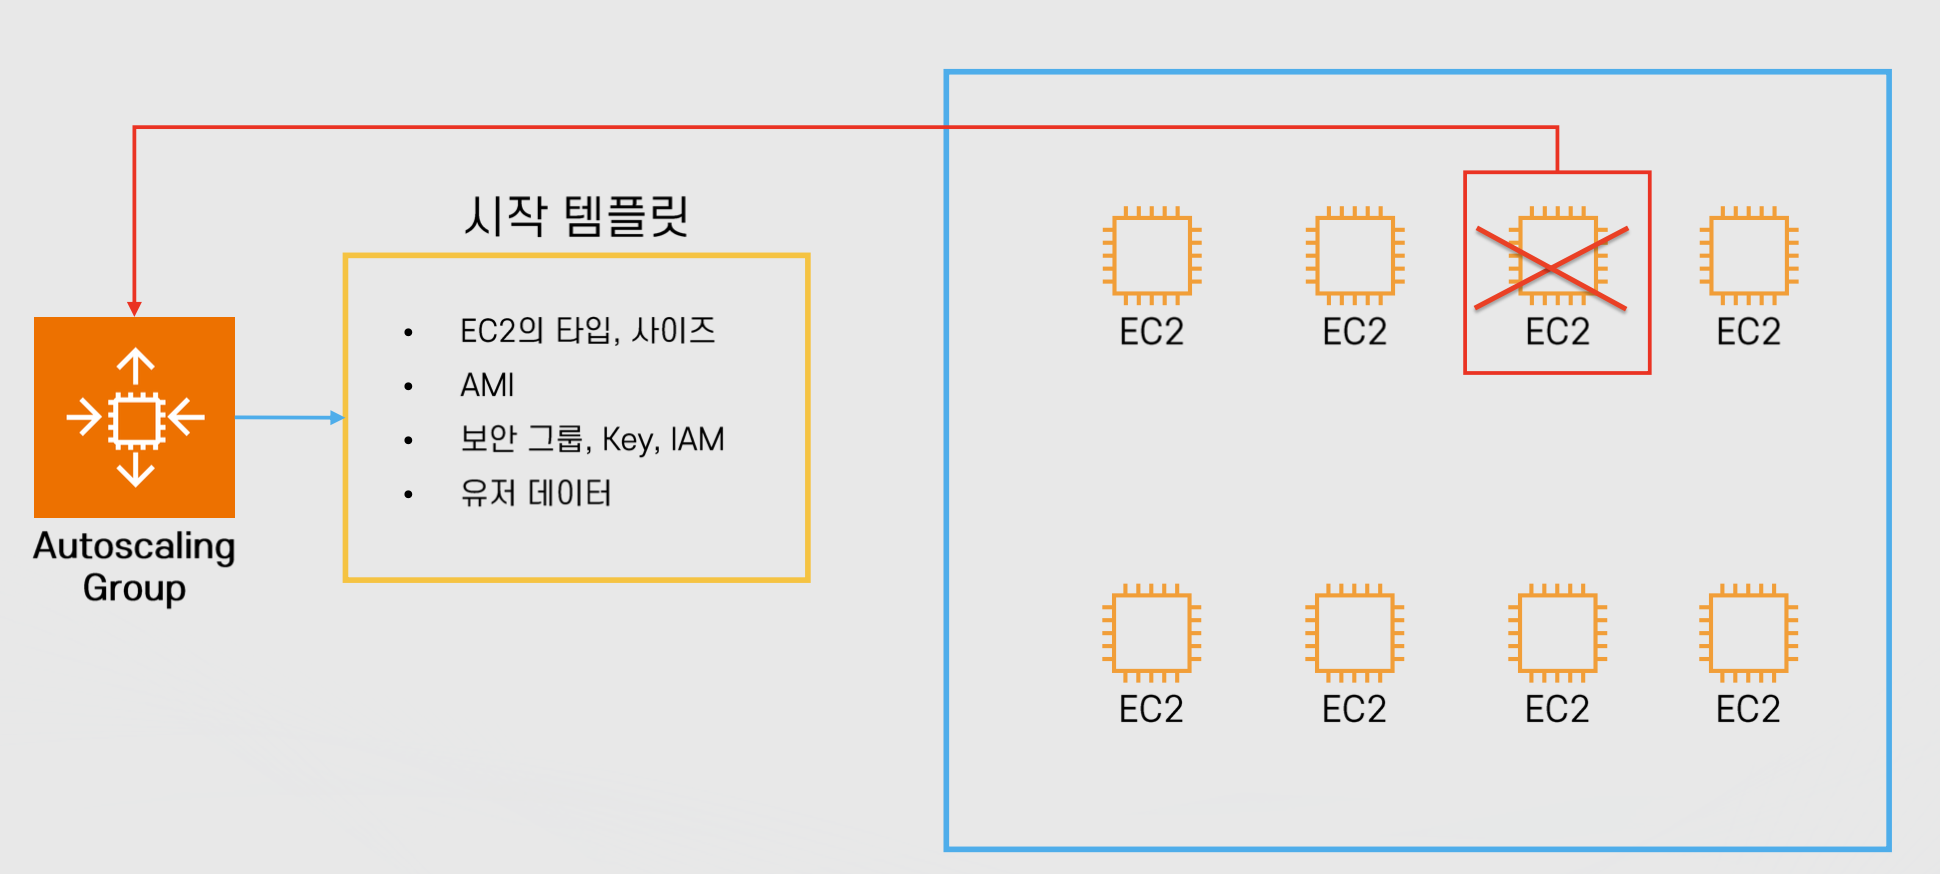 시작 템플릿
• EC2의 타입, 사이즈
• AMI
• 보안 그룹, Key, IAM
• 유저 데이터
Autoscaling
Group
EC2 EC2 EC2 EC2
EC2 EC2 EC2 EC2